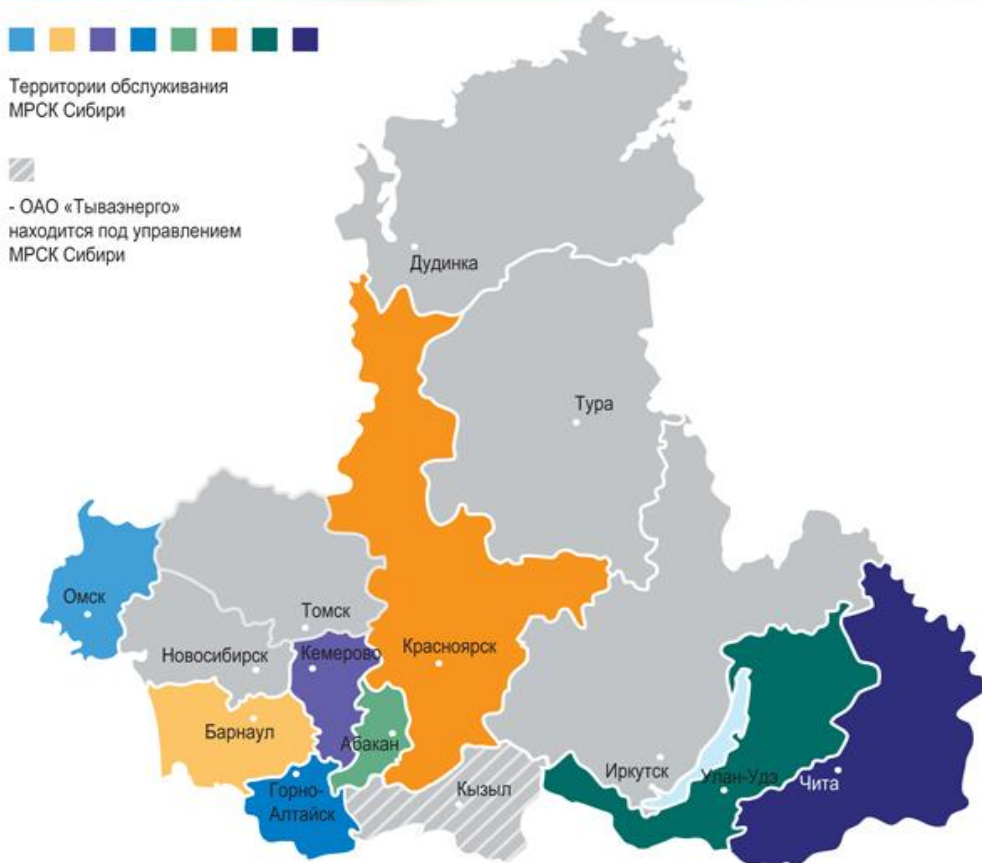 Территории обслуживания
МРСК Сибири
- ОАО «Тываэнерго»
находится под управлением
МРСК Сибири
Дудинка
Тура
Омск
Томск
Новосибирск
Кемерово
Красноярск
Барнаул
Абакан
Иркутск
Улан-Удэ
Чита
Горно-
Алтайск
Кызыл